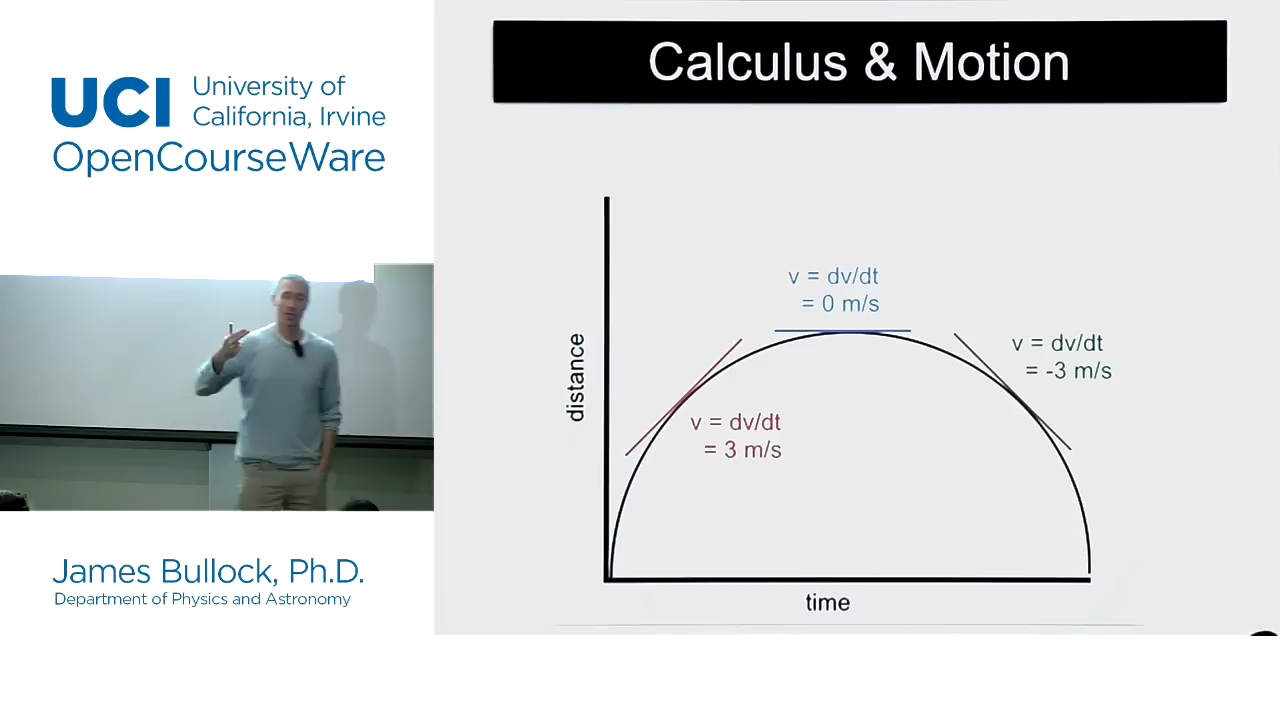 UCI University of
California, Irvine
OpenCourseWare
James Bullock, Ph.D.
Department of Physics and Astronomy
Calculus & Motion
v = dv/dt
= 0 m/s
v = dv/dt
= -3 m/s
v = dv/dt
= 3 m/s
distance
time